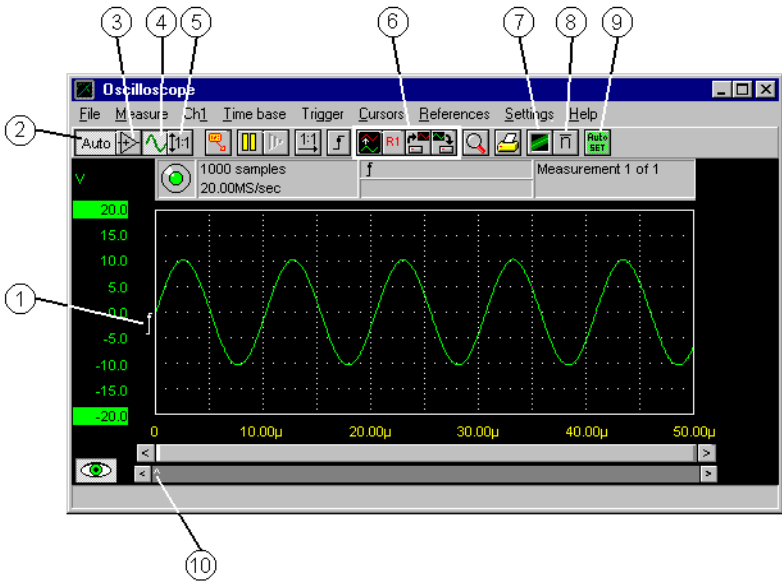 3 4 5 6 7 8 9
Oscilloscope
File Measure Ch1 Time base Trigger Cursors References Settings Help
2
Auto 1:1 1:1 f R1 n Auto SET
V
1000 samples
20.00MS/sec
f
Measurement 1 of 1
20.0
15.0
10.0
5.0
1
0.0
-5.0
-10.0
-15.0
-20.0
0 10.00µ 20.00µ 30.00µ 40.00µ 50.00µ
< >
< ^ >
10